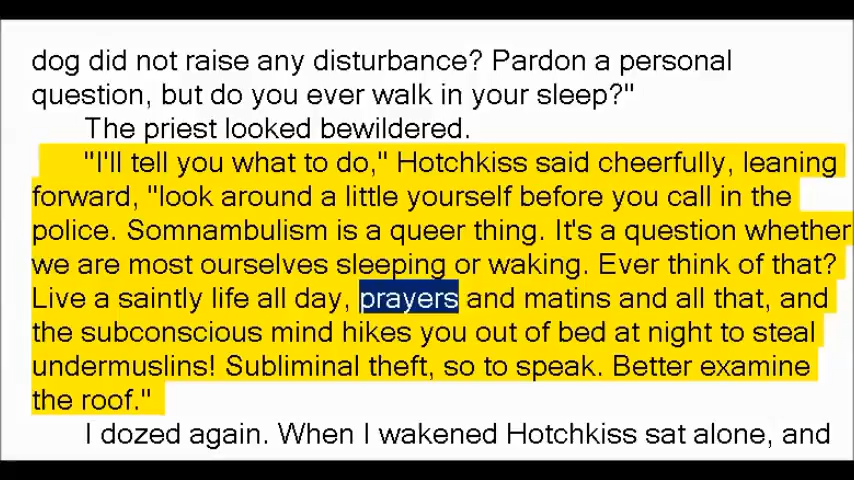 dog did not raise any disturbance? Pardon a personal
question, but do you ever walk in your sleep?"
The priest looked bewildered.
"I'll tell you what to do," Hotchkiss said cheerfully, leaning
forward, "look around a little yourself before you call in the
police. Somnambulism is a queer thing. It's a question whether
we are most ourselves sleeping or waking. Ever think of that?
Live a saintly life all day, prayers and matins and all that, and
the subconscious mind hikes you out of bed at night to steal
undermuslins! Subliminal theft, so to speak. Better examine
the roof."
I dozed again. When I wakened Hotchkiss sat alone, and